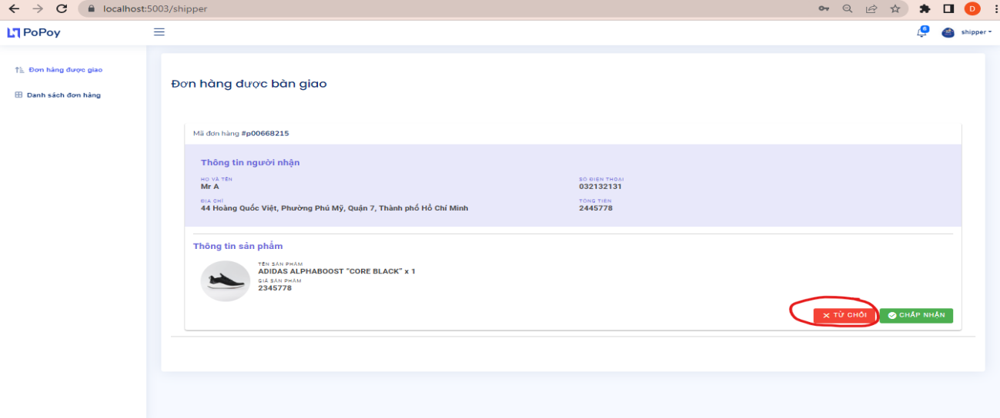 localhost:5003/shipper
D
PoPoy
6
shipper
Đơn hàng được giao
Danh sách đơn hàng
Đơn hàng được bàn giao
Mã đơn hàng #p00668215
Thông tin người nhận
HỌ VÀ TÊN
Mr A
SỐ ĐIỆN THOẠI
032132131
ĐỊA CHỈ
44 Hoàng Quốc Việt, Phường Phú Mỹ, Quận 7, Thành phố Hồ Chí Minh
TỔNG TIỀN
2445778
Thông tin sản phẩm
TÊN SẢN PHẨM
ADIDAS ALPHABOOST “CORE BLACK” x 1
GIÁ SẢN PHẨM
2345778
TỪ CHỐI
CHẤP NHẬN